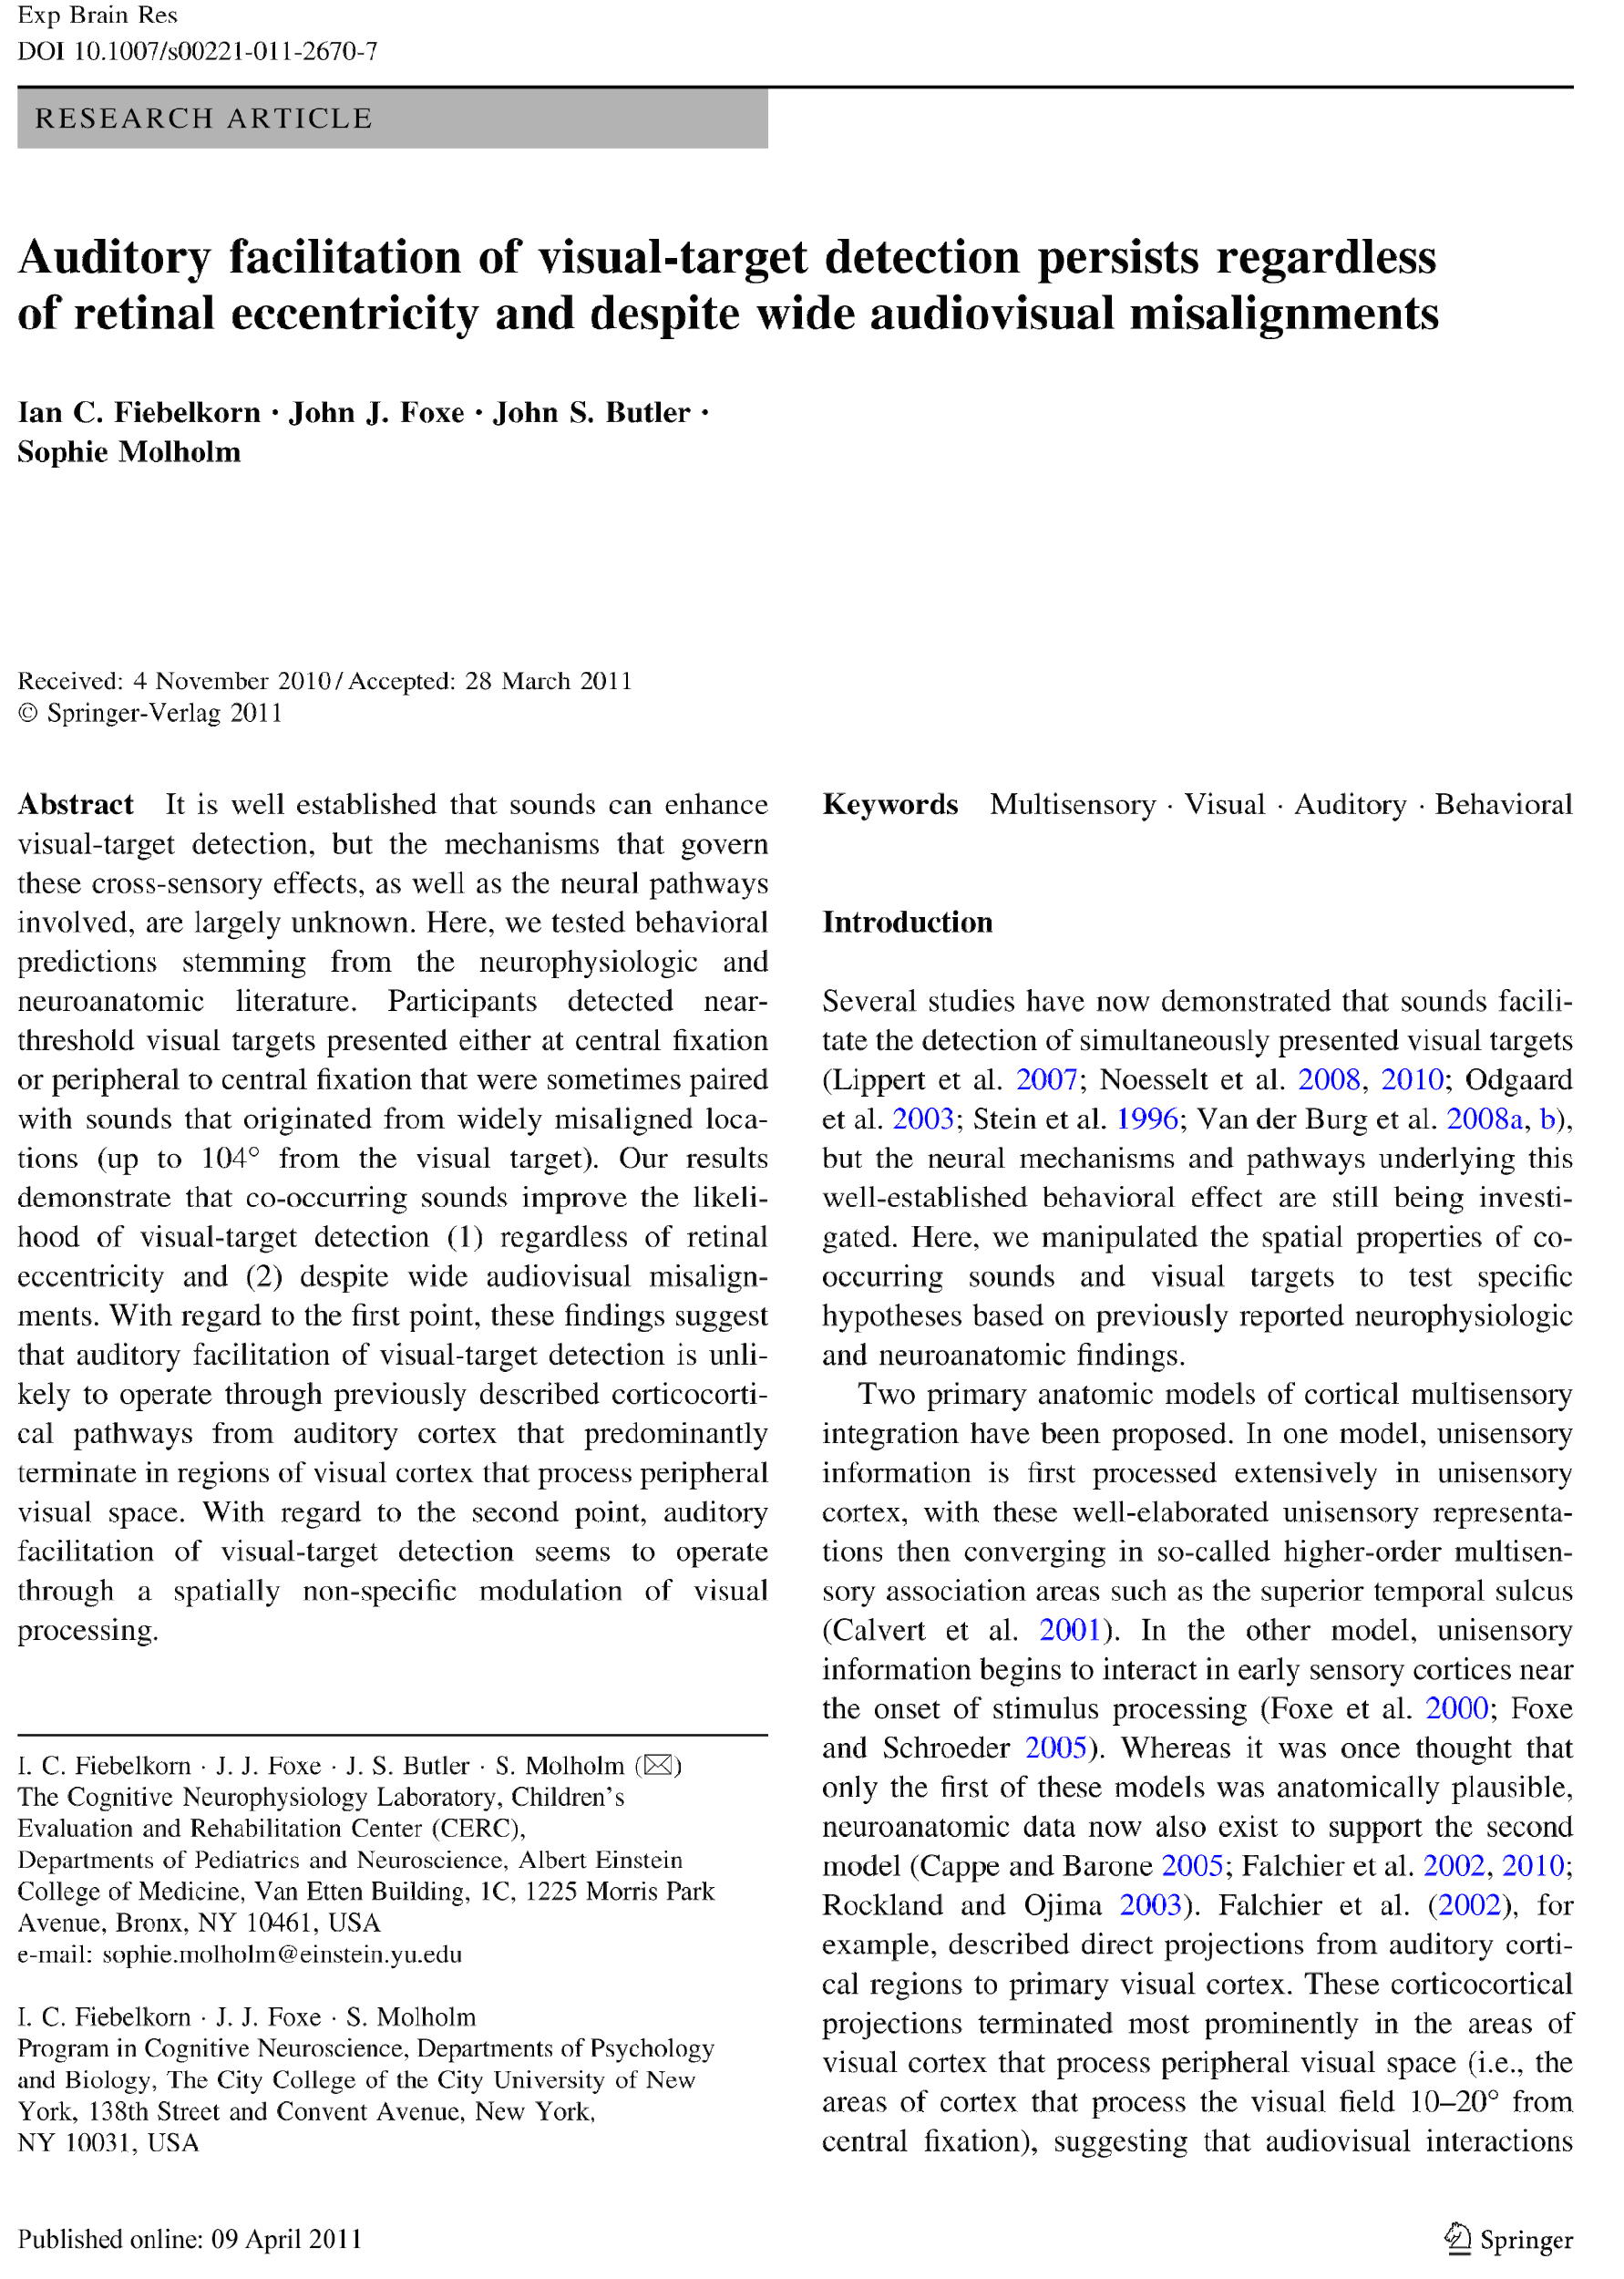 Exp Brain Res
DOI 10.1007/s00221-011-2670-7
RESEARCH ARTICLE
Auditory facilitation of visual-target detection persists regardless
of retinal eccentricity and despite wide audiovisual misalignments
Ian C. Fiebelkorn · John J. Foxe · John S. Butler ·
Sophie Molholm
Received: 4 November 2010 / Accepted: 28 March 2011
© Springer-Verlag 2011
Abstract It is well established that sounds can enhance
visual-target detection, but the mechanisms that govern
these cross-sensory effects, as well as the neural pathways
involved, are largely unknown. Here, we tested behavioral
predictions stemming from the neurophysiologic and
neuroanatomic literature. Participants detected near-
threshold visual targets presented either at central fixation
or peripheral to central fixation that were sometimes paired
with sounds that originated from widely misaligned loca-
tions (up to 104° from the visual target). Our results
demonstrate that co-occurring sounds improve the likeli-
hood of visual-target detection (1) regardless of retinal
eccentricity and (2) despite wide audiovisual misalign-
ments. With regard to the first point, these findings suggest
that auditory facilitation of visual-target detection is unli-
kely to operate through previously described corticocorti-
cal pathways from auditory cortex that predominantly
terminate in regions of visual cortex that process peripheral
visual space. With regard to the second point, auditory
facilitation of visual-target detection seems to operate
through a spatially non-specific modulation of visual
processing.
I. C. Fiebelkorn · J. J. Foxe · J. S. Butler · S. Molholm (✉)
The Cognitive Neurophysiology Laboratory, Children's
Evaluation and Rehabilitation Center (CERC),
Departments of Pediatrics and Neuroscience, Albert Einstein
College of Medicine, Van Etten Building, 1C, 1225 Morris Park
Avenue, Bronx, NY 10461, USA
e-mail: sophie.molholm@einstein.yu.edu
I. C. Fiebelkorn · J. J. Foxe · S. Molholm
Program in Cognitive Neuroscience, Departments of Psychology
and Biology, The City College of the City University of New
York, 138th Street and Convent Avenue, New York,
NY 10031, USA
Keywords Multisensory · Visual · Auditory · Behavioral
Introduction
Several studies have now demonstrated that sounds facili-
tate the detection of simultaneously presented visual targets
(Lippert et al. 2007; Noesselt et al. 2008, 2010; Odgaard
et al. 2003; Stein et al. 1996; Van der Burg et al. 2008a, b),
but the neural mechanisms and pathways underlying this
well-established behavioral effect are still being investi-
gated. Here, we manipulated the spatial properties of co-
occurring sounds and visual targets to test specific
hypotheses based on previously reported neurophysiologic
and neuroanatomic findings.
Two primary anatomic models of cortical multisensory
integration have been proposed. In one model, unisensory
information is first processed extensively in unisensory
cortex, with these well-elaborated unisensory representa-
tions then converging in so-called higher-order multisen-
sory association areas such as the superior temporal sulcus
(Calvert et al. 2001). In the other model, unisensory
information begins to interact in early sensory cortices near
the onset of stimulus processing (Foxe et al. 2000; Foxe
and Schroeder 2005). Whereas it was once thought that
only the first of these models was anatomically plausible,
neuroanatomic data now also exist to support the second
model (Cappe and Barone 2005; Falchier et al. 2002, 2010;
Rockland and Ojima 2003). Falchier et al. (2002), for
example, described direct projections from auditory corti-
cal regions to primary visual cortex. These corticocortical
projections terminated most prominently in the areas of
visual cortex that process peripheral visual space (i.e., the
areas of cortex that process the visual field 10–20° from
central fixation), suggesting that audiovisual interactions
Published online: 09 April 2011
Springer